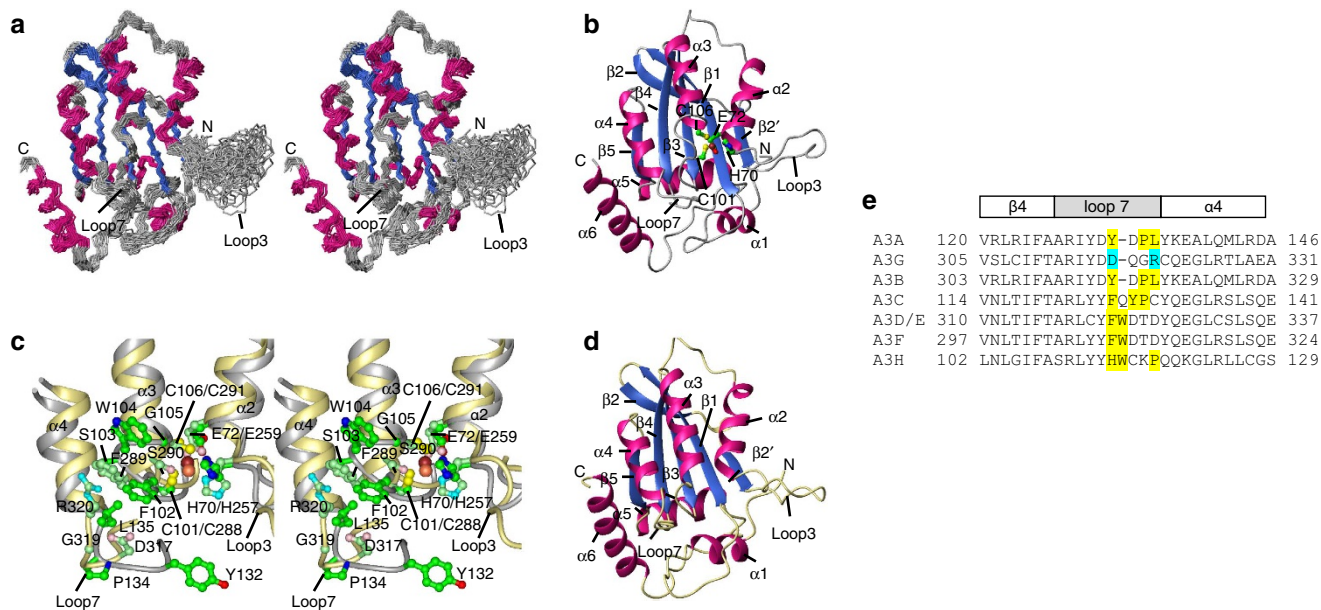 a
N
C
Loop7
Loop3
N
C
Loop7
Loop3
b
α3
β2
β1
α2
β4
C106
E72
α4
β2′
β3
N
C
β5
Loop3
H70
α5
C101
Loop7
α6
α1
c
α3
C106/C291
W104
G105
α2
α4
S103
S290
E72/E259
F289
R320
F102
H70/H257
L135
C101/C288
G319
D317
Loop3
P134
Y132
Loop7
α3
C106/C291
W104
G105
α2
α4
S103
S290
E72/E259
F289
R320
F102
H70/H257
L135
C101/C288
G319
D317
Loop3
P134
Y132
Loop7
d
α3
β2
β1
α2
β4
α4
β2′
N
C
β3
β5
Loop3
α5
Loop7
α6
α1
e
β4 loop 7 α4
A3A 120 VRLRIFAARIYDY-DPLYKEALQMLRDA 146
A3G 305 VSLCIFTARIYDD-QGRCQEGLRTLAEA 331
A3B 303 VRLRIFAARIYDY-DPLYKEALQMLRDA 329
A3C 114 VNLTIFTARLYYFQYPCYQEGLRSLSQE 141
A3D/E 310 VNLTIFTARLCYFWDTDYQEGLCSLSQE 337
A3F 297 VNLTIFTARLYYFWDTDYQEGLRSLSQE 324
A3H 102 LNLGIFASRLYYHWCKPQQKGLRLLCGS 129